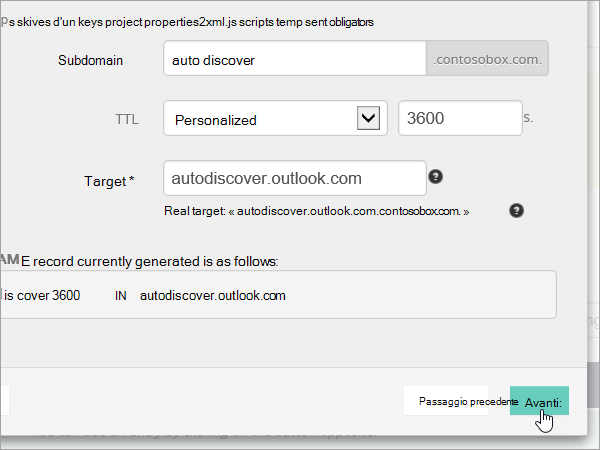 s skives d'un keys project properties2xml.js scripts temp sent obligators
Subdomain auto discover .contosobox.com.
TTL Personalized 3600 s.
Target * autodiscover.outlook.com
Real target: « autodiscover.outlook.com.contosobox.com. »
AME record currently generated is as follows:
is cover 3600 IN autodiscover.outlook.com
Passaggio precedente Avanti: